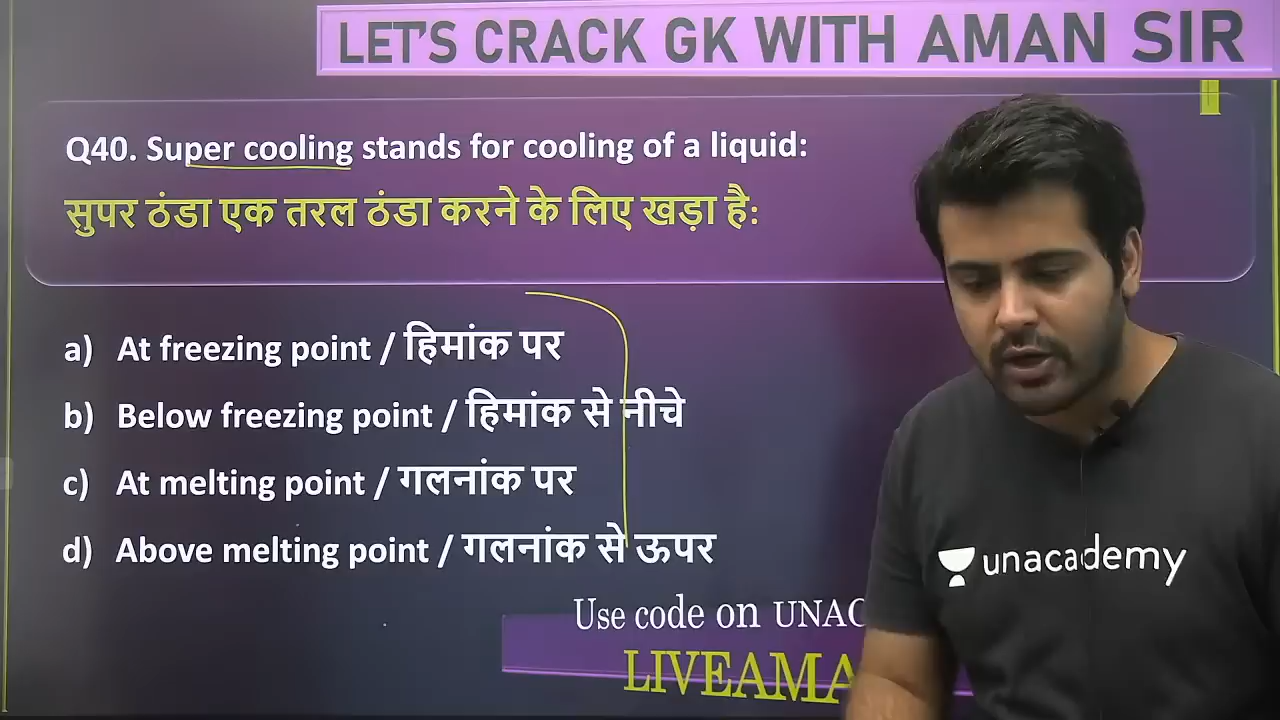 LET'S CRACK GK WITH AMAN SIR
Q40. Super cooling stands for cooling of a liquid:
सुपर ठंडा एक तरल ठंडा करने के लिए खड़ा है:
a) At freezing point / हिमांक पर
b) Below freezing point / हिमांक से नीचे
c) At melting point / गलनांक पर
d) Above melting point / गलनांक से ऊपर
unacademy
Use code on UNAC
LIVEAMA